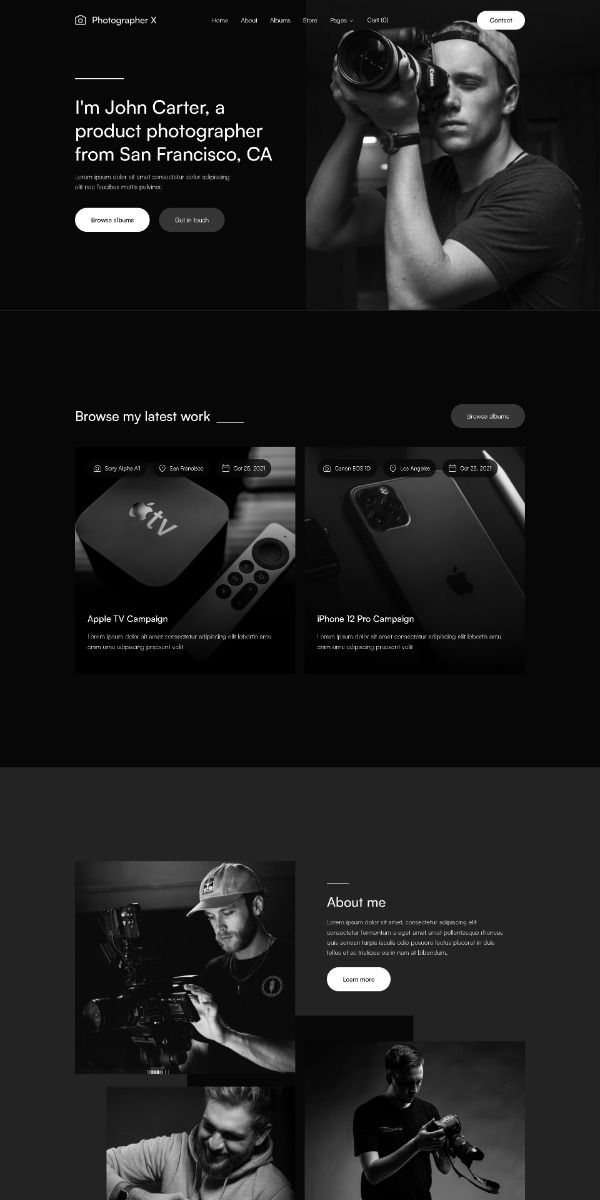 Photographer X
Home About Albums Store Pages Cart (0)
Contact
Canon
I'm John Carter, a
product photographer
from San Francisco, CA
Lorem ipsum dolor sit amet consectetur dolor adipiscing
elit nec faucibus mattis pulvinar.
Browse albums
Get in touch
Browse my latest work
Browse albums
Sony Alpha A1
San Francisco
Oct 25, 2021
tv
Apple TV Campaign
Lorem ipsum dolor sit amet consectetur adipiscing elit lobortis arcu
enim urna adipiscing praesent velit
Canon EOS 1D
Los Angeles
Oct 25, 2021
iPhone 12 Pro Campaign
Lorem ipsum dolor sit amet consectetur adipiscing elit lobortis arcu
enim urna adipiscing praesent velit
About me
Lorem ipsum dolor sit amet, consectetur adipiscing elit
consectetur fermentum a eget amet amet pellentesque rhoncus
quis aenean turpis iaculis odio posuere lectus placerat in duis
tellus et ac tristique eu in nam at bibendum.
Learn more